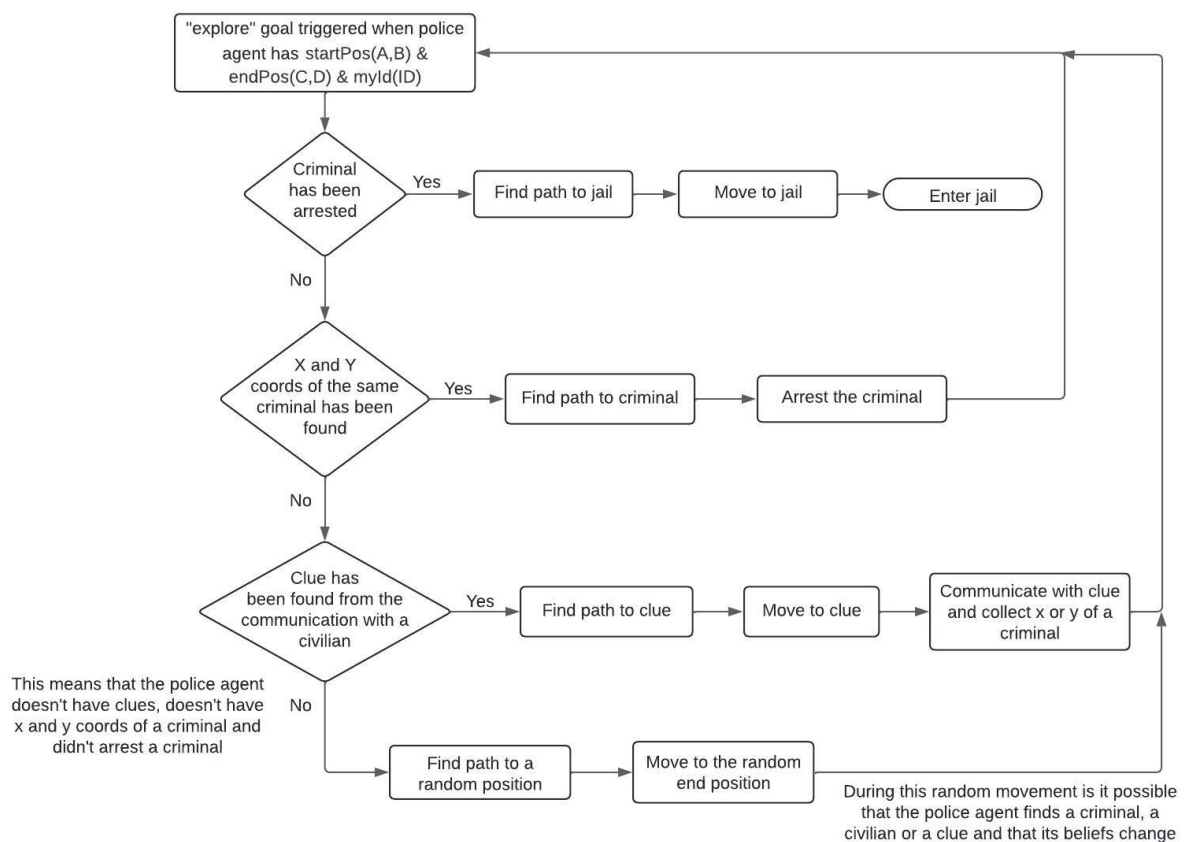 "explore" goal triggered when police
agent has startPos(A,B) &
endPos(C,D) & myId(ID)
Criminal
has been
arrested
Yes
Find path to jail
Move to jail
Enter jail
No
X and Y
coords of the same
criminal has been
found
Yes
Find path to criminal
Arrest the criminal
No
Clue has
been found from the
communication with a
civilian
Yes
Find path to clue
Move to clue
Communicate with clue
and collect x or y of a
criminal
This means that the police agent
doesn't have clues, doesn't have
x and y coords of a criminal and
didn't arrest a criminal
No
Find path to a
random position
Move to the random
end position
During this random movement is it possible
that the police agent finds a criminal, a
civilian or a clue and that its beliefs change